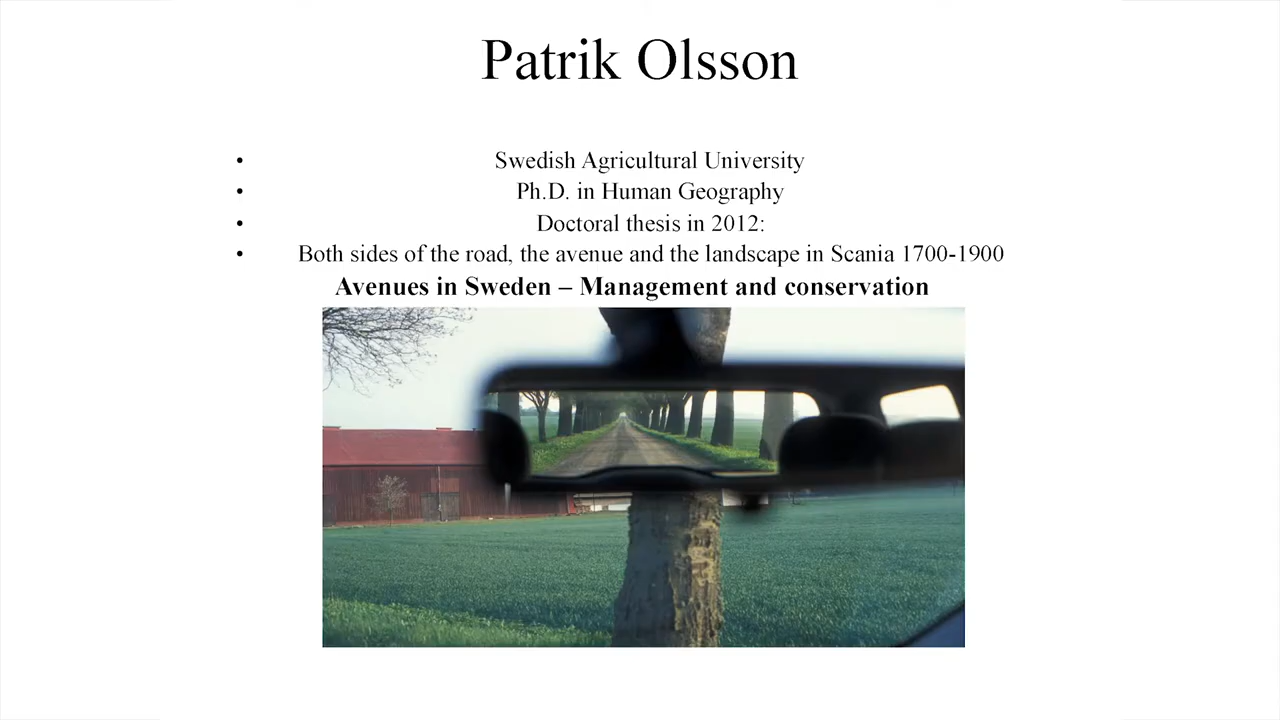 Patrik Olsson
• Swedish Agricultural University
• Ph.D. in Human Geography
• Doctoral thesis in 2012:
• Both sides of the road, the avenue and the landscape in Scania 1700-1900
Avenues in Sweden – Management and conservation